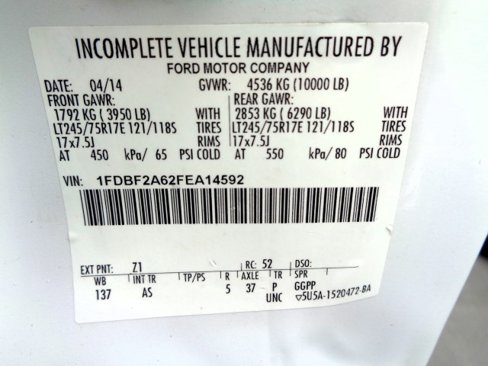 INCOMPLETE VEHICLE MANUFACTURED BY
FORD MOTOR COMPANY
DATE: 04/14 GVWR: 4536 KG (10000 LB)
FRONT GAWR: REAR GAWR:
1792 KG ( 3950 LB) WITH 2853 KG ( 6290 LB) WITH
LT245/75R17E 121/118S TIRES LT245/75R17E 121/118S TIRES
17x7.5J RIMS 17x7.5J RIMS
AT 450 kPa/ 65 PSI COLD AT 550 kPa/ 80 PSI COLD
VIN: 1FDBF2A62FEA14592
EXT PNT: Z1 RC: 52 DSO:
WB INT TR TP/PS R AXLE TR SPR
137 AS 5 37 P GGPP
UNC ▽5U5A-1520472-BA